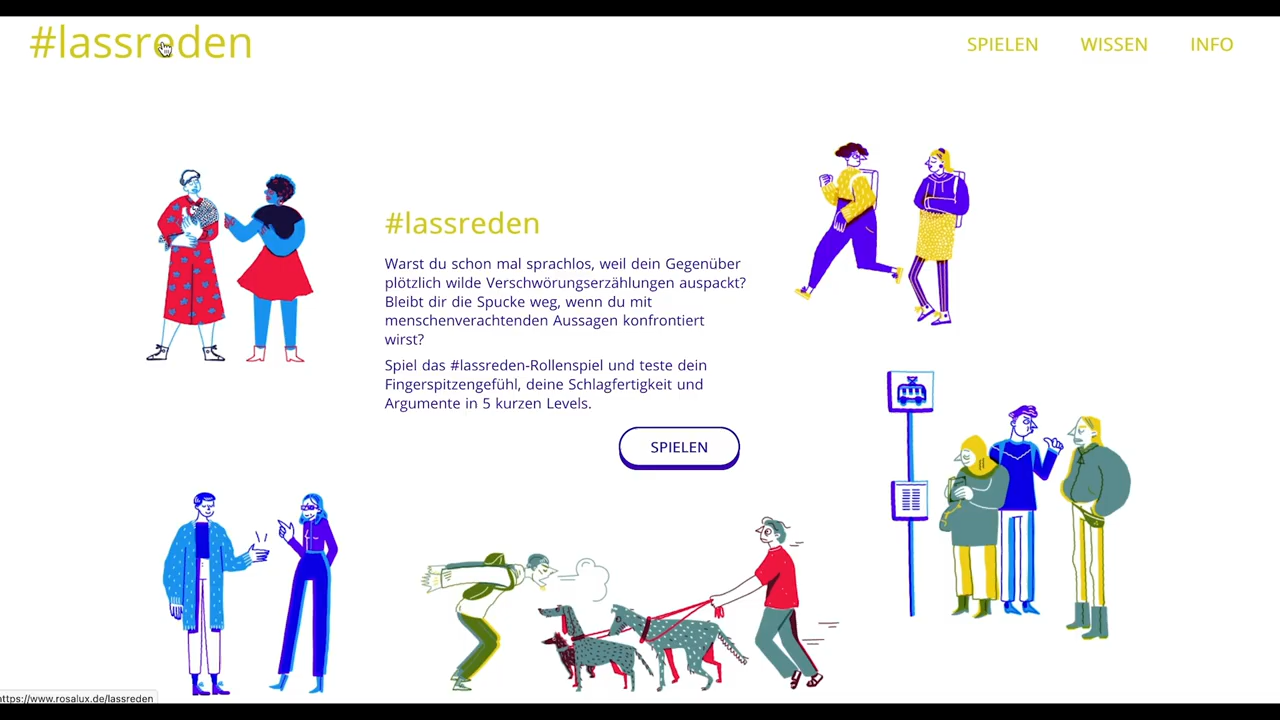 #lassreden
SPIELEN WISSEN INFO
#lassreden
Warst du schon mal sprachlos, weil dein Gegenüber
plötzlich wilde Verschwörungserzählungen auspackt?
Bleibt dir die Spucke weg, wenn du mit
menschenverachtenden Aussagen konfrontiert
wirst?
Spiel das #lassreden-Rollenspiel und teste dein
Fingerspitzengefühl, deine Schlagfertigkeit und
Argumente in 5 kurzen Levels.
SPIELEN
https://www.rosalux.de/lassreden